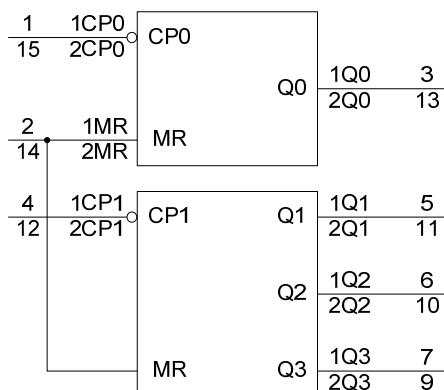 1 1CP0 CP0
15 2CP0
Q0 1Q0 3
2Q0 13
2 1MR MR
14 2MR
4 1CP1 CP1 Q1 1Q1 5
12 2CP1 2Q1 11
Q2 1Q2 6
2Q2 10
MR Q3 1Q3 7
2Q3 9